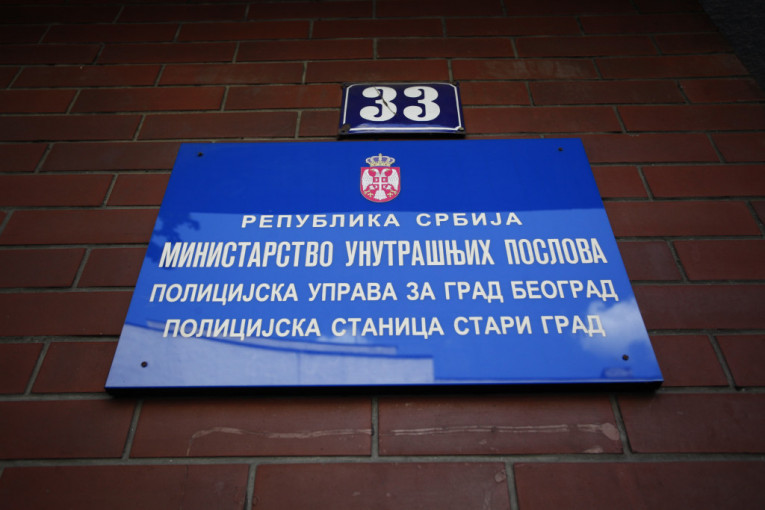 33
РЕПУБЛИКА СРБИЈА
МИНИСТАРСТВО УНУТРАШЊИХ ПОСЛОВА
ПОЛИЦИЈСКА УПРАВА ЗА ГРАД БЕОГРАД
ПОЛИЦИЈСКА СТАНИЦА СТАРИ ГРАД